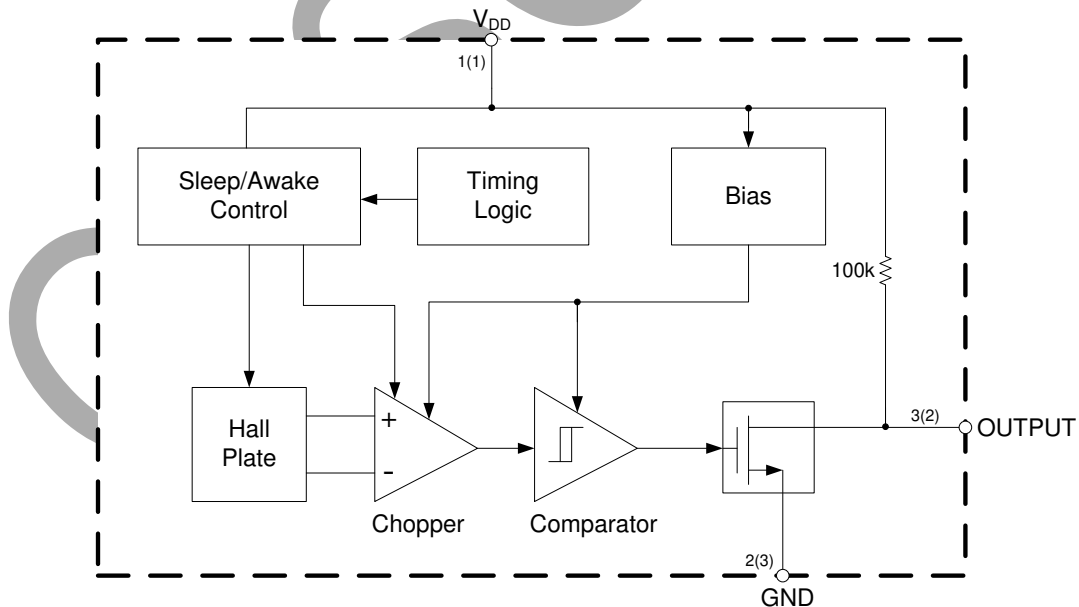 VDD
1(1)
Sleep/Awake
Control
Timing
Logic
Bias
100k
Hall
Plate
+
-
3(2)
OUTPUT
Chopper
Comparator
2(3)
GND